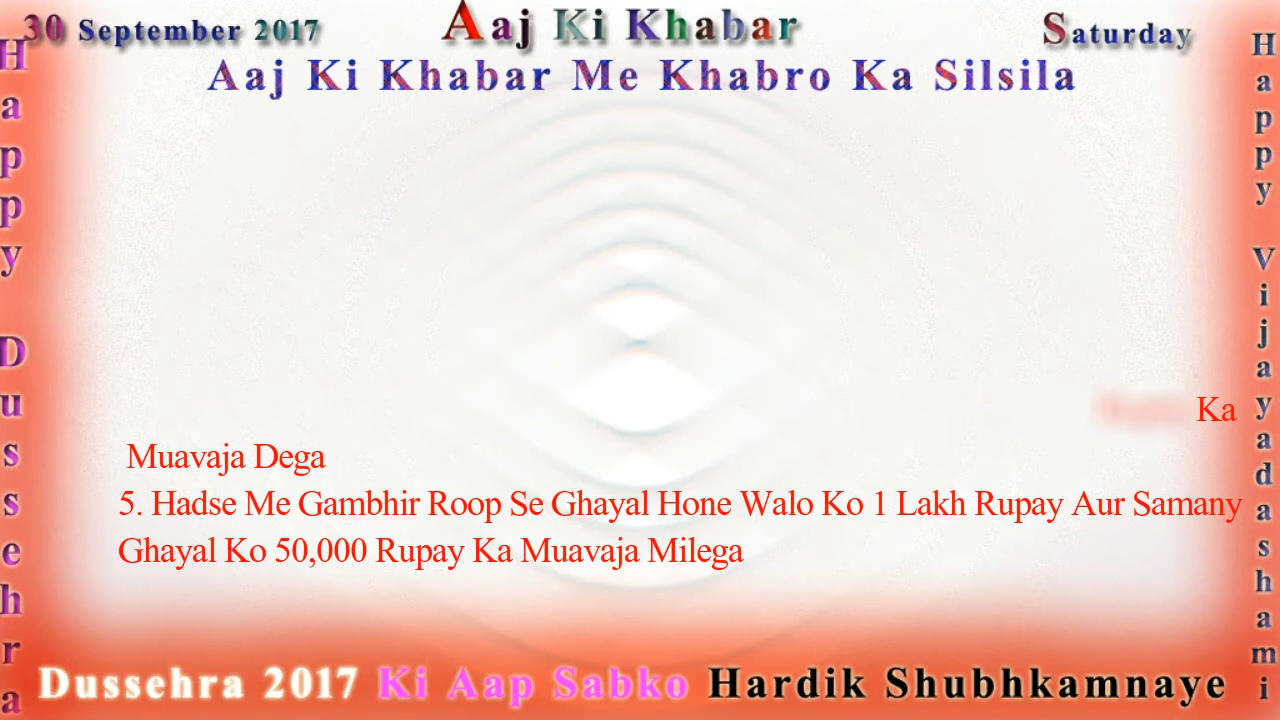 30 September 2017
Aaj Ki Khabar
Saturday
Aaj Ki Khabar Me Khabro Ka Silsila
Happy Dussehra
Happy Vijayadashami
Ka
Muavaja Dega
5. Hadse Me Gambhir Roop Se Ghayal Hone Walo Ko 1 Lakh Rupay Aur Samany
Ghayal Ko 50,000 Rupay Ka Muavaja Milega
Dussehra 2017 Ki Aap Sabko Hardik Shubhkamnaye